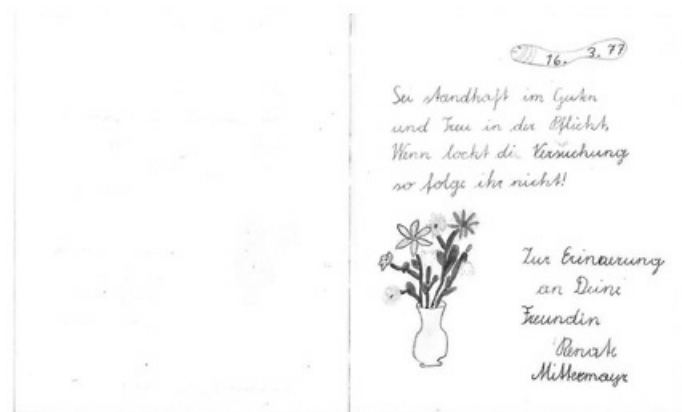 16. 3. 77
Sei standhaft im Guten
und Treu in der Pflicht,
Wenn lockt die Versuchung
so folge ihr nicht!
Zur Erinnerung
an Deine
Freundin
Renate
Mittermayr